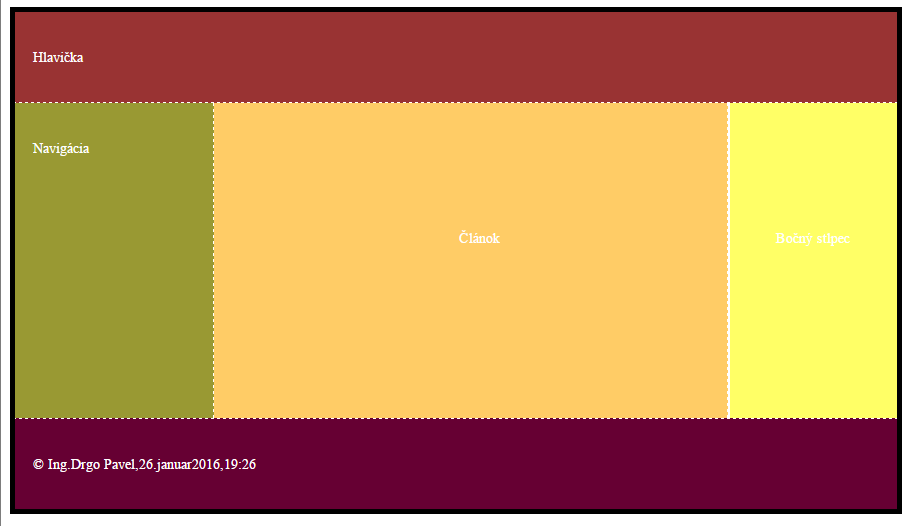 Hlavička
Navigácia
Článok
Bočný stĺpec
© Ing.Drgo Pavel,26.januar2016,19:26